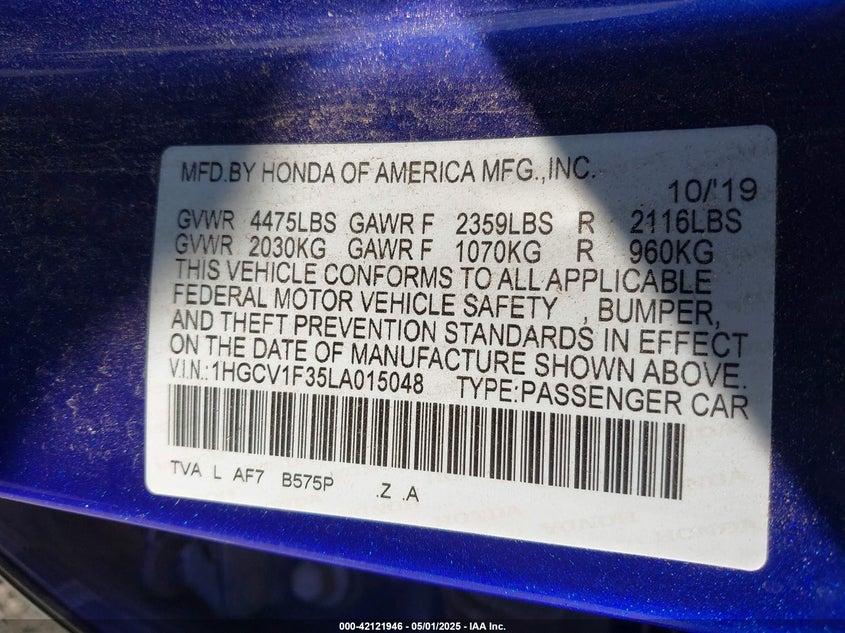 MFD.BY HONDA OF AMERICA MFG.,INC.
10/'19
GVWR 4475LBS GAWR F 2359LBS R 2116LBS
GVWR 2030KG GAWR F 1070KG R 960KG
THIS VEHICLE CONFORMS TO ALL APPLICABLE
FEDERAL MOTOR VEHICLE SAFETY , BUMPER,
AND THEFT PREVENTION STANDARDS IN EFFECT
ON THE DATE OF MANUFACTURE SHOWN ABOVE.
V.I.N.:1HGCV1F35LA015048 TYPE:PASSENGER CAR
TVA L AF7 B575P .Z .A
000-42121946 - 05/01/2025 - IAA Inc.